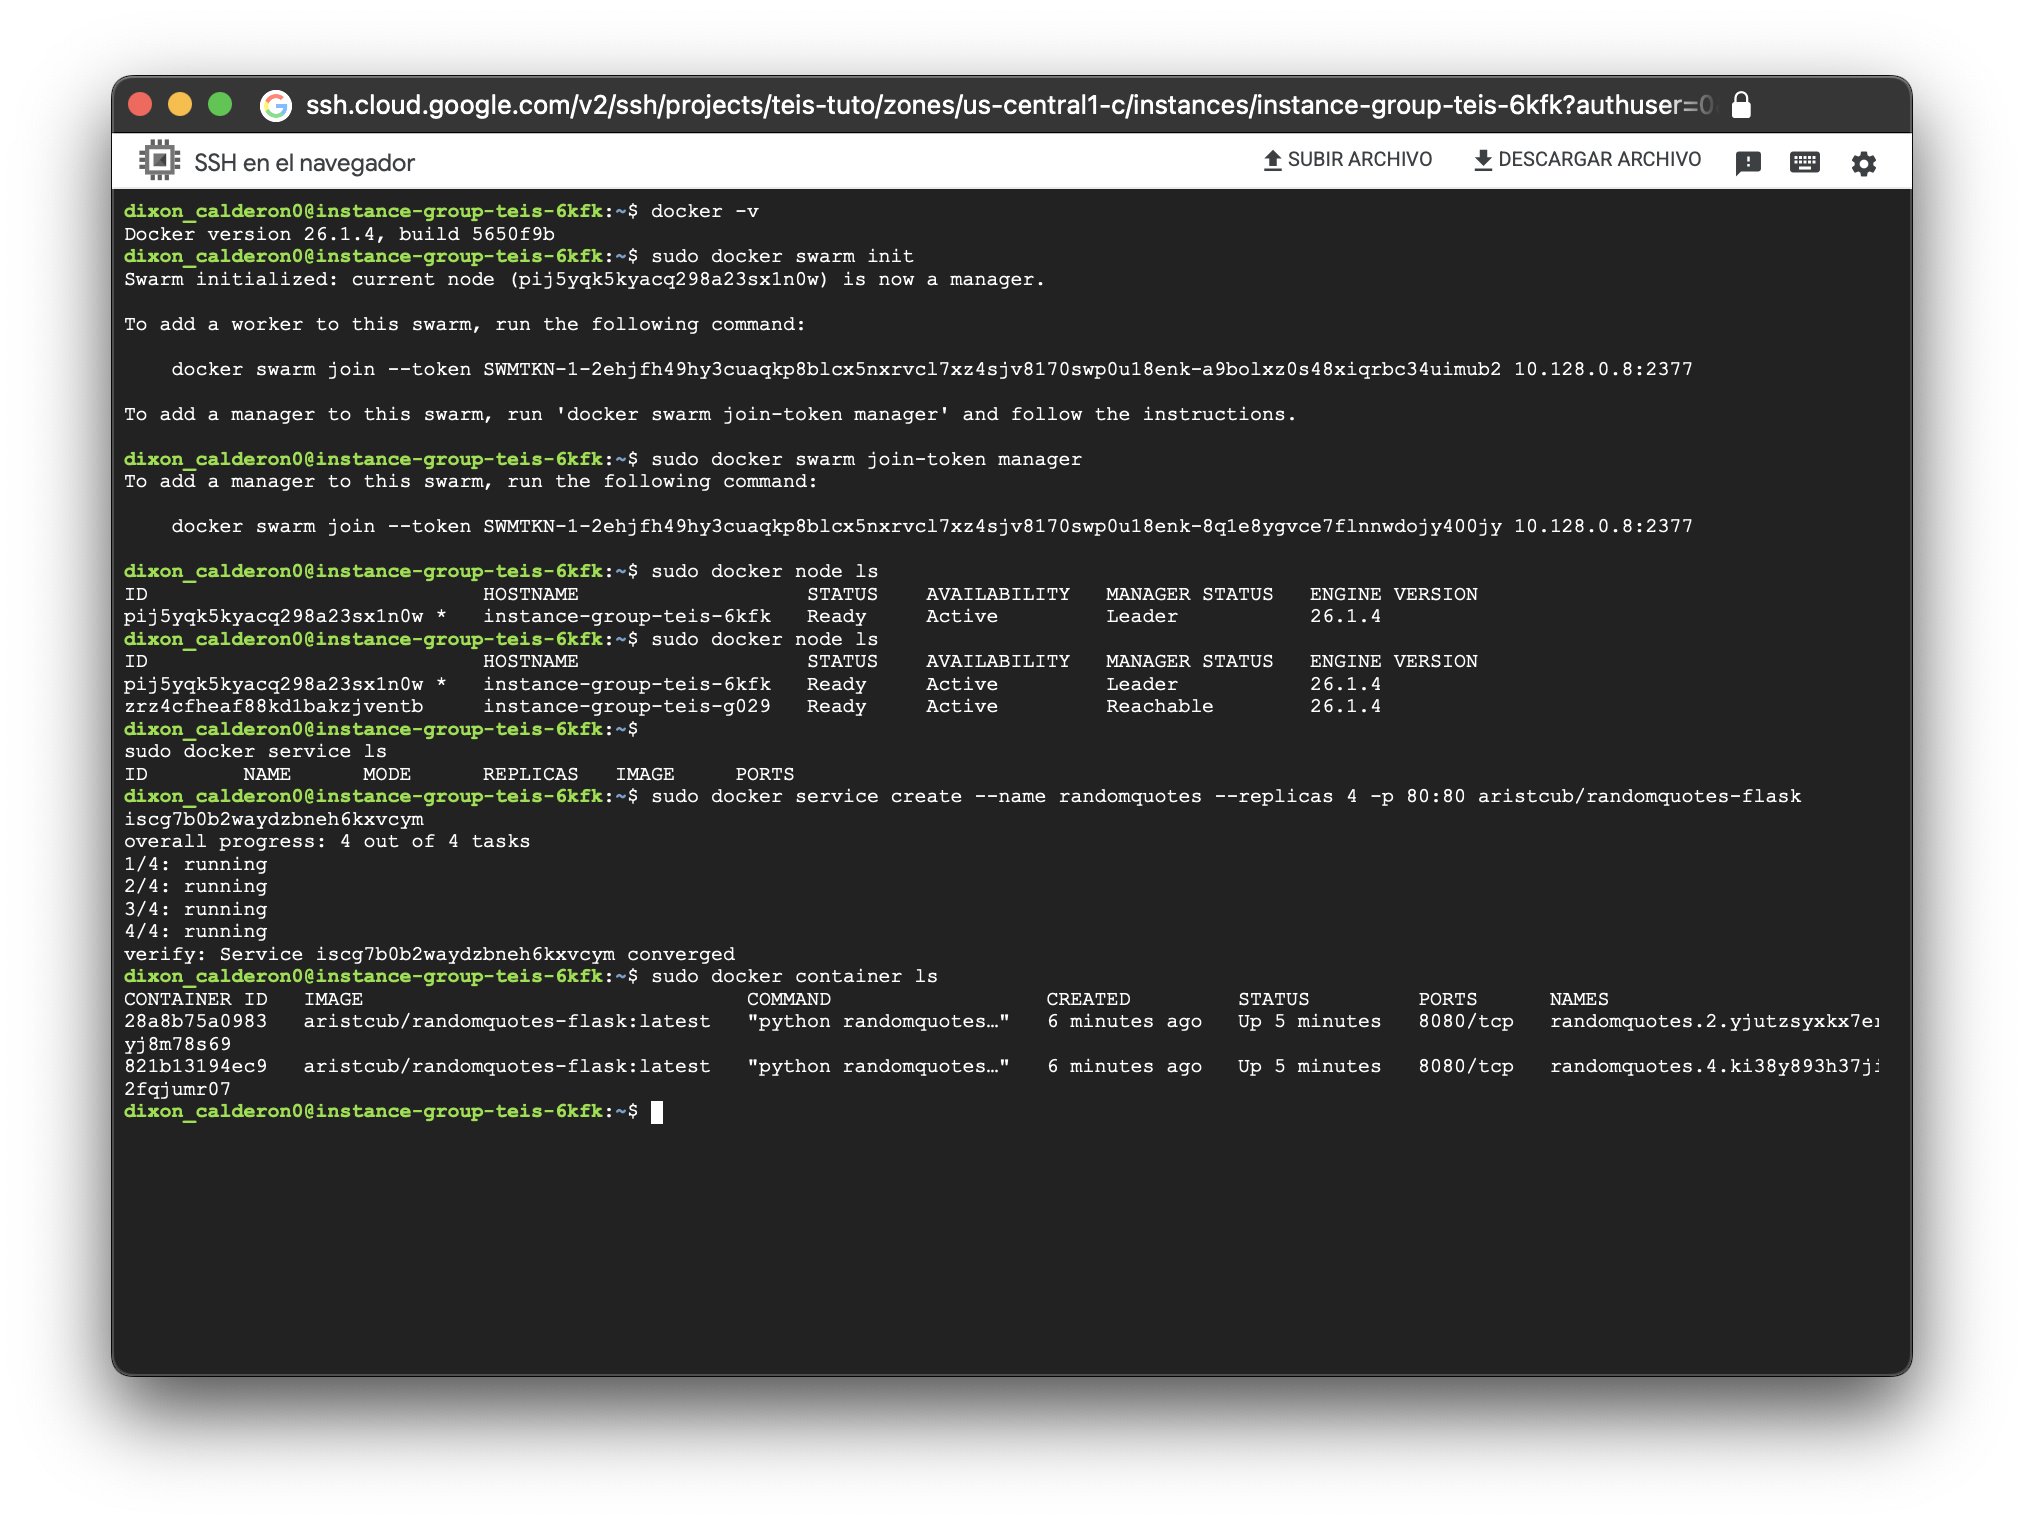 ssh.cloud.google.com/v2/ssh/projects/teis-tuto/zones/us-central1-c/instances/instance-group-teis-6kfk?authuser=0
SSH en el navegador
SUBIR ARCHIVO
DESCARGAR ARCHIVO
dixon_calderon0@instance-group-teis-6kfk:~$ docker -v
Docker version 26.1.4, build 5650f9b
dixon_calderon0@instance-group-teis-6kfk:~$ sudo docker swarm init
Swarm initialized: current node (pij5yqk5kyacq298a23sx1n0w) is now a manager.
To add a worker to this swarm, run the following command:
docker swarm join --token SWMTKN-1-2ehjfh49hy3cuaqkp8blcx5nxrvcl7xz4sjv8170swp0u18enk-a9bolxz0s48xiqrbc34uimub2 10.128.0.8:2377
To add a manager to this swarm, run 'docker swarm join-token manager' and follow the instructions.
dixon_calderon0@instance-group-teis-6kfk:~$ sudo docker swarm join-token manager
To add a manager to this swarm, run the following command:
docker swarm join --token SWMTKN-1-2ehjfh49hy3cuaqkp8blcx5nxrvcl7xz4sjv8170swp0u18enk-8q1e8ygvce7flnnwdojy400jy 10.128.0.8:2377
dixon_calderon0@instance-group-teis-6kfk:~$ sudo docker node ls
ID HOSTNAME STATUS AVAILABILITY MANAGER STATUS ENGINE VERSION
pij5yqk5kyacq298a23sx1n0w * instance-group-teis-6kfk Ready Active Leader 26.1.4
dixon_calderon0@instance-group-teis-6kfk:~$ sudo docker node ls
ID HOSTNAME STATUS AVAILABILITY MANAGER STATUS ENGINE VERSION
pij5yqk5kyacq298a23sx1n0w * instance-group-teis-6kfk Ready Active Leader 26.1.4
zrz4cfheaf88kd1bakzjventb instance-group-teis-g029 Ready Active Reachable 26.1.4
dixon_calderon0@instance-group-teis-6kfk:~$
sudo docker service ls
ID NAME MODE REPLICAS IMAGE PORTS
dixon_calderon0@instance-group-teis-6kfk:~$ sudo docker service create --name randomquotes --replicas 4 -p 80:80 aristcub/randomquotes-flask
iscg7b0b2waydzbneh6kxvcym
overall progress: 4 out of 4 tasks
1/4: running
2/4: running
3/4: running
4/4: running
verify: Service iscg7b0b2waydzbneh6kxvcym converged
dixon_calderon0@instance-group-teis-6kfk:~$ sudo docker container ls
CONTAINER ID IMAGE COMMAND CREATED STATUS PORTS NAMES
28a8b75a0983 aristcub/randomquotes-flask:latest "python randomquotes…" 6 minutes ago Up 5 minutes 8080/tcp randomquotes.2.yjutzsyxkx7er
yj8m78s69
821b13194ec9 aristcub/randomquotes-flask:latest "python randomquotes…" 6 minutes ago Up 5 minutes 8080/tcp randomquotes.4.ki38y893h37ji
2fqjumr07
dixon_calderon0@instance-group-teis-6kfk:~$